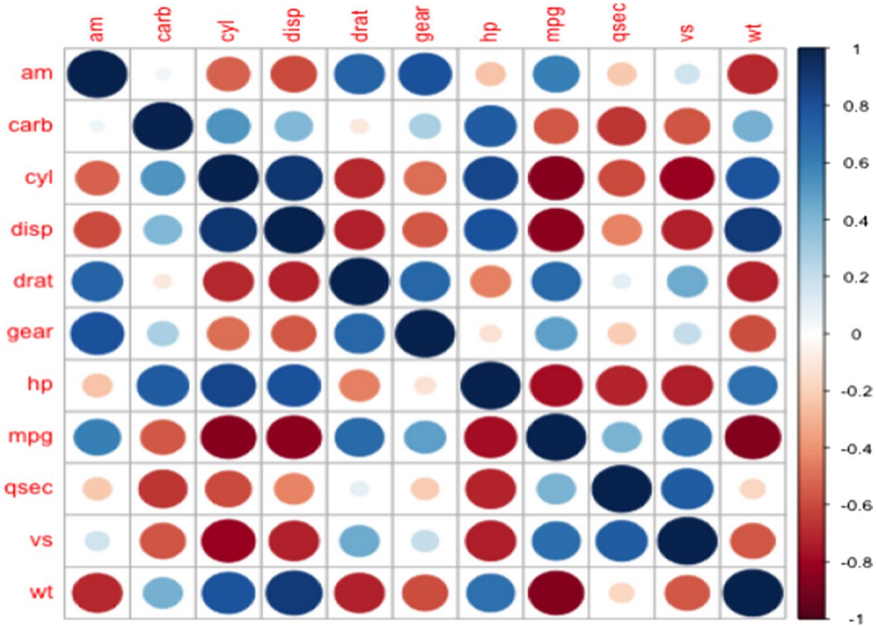 am carb cyl disp drat gear hp mpg qsec vs wt
am
carb
cyl
disp
drat
gear
hp
mpg
qsec
vs
wt
1
0.8
0.6
0.4
0.2
0
-0.2
-0.4
-0.6
-0.8
-1